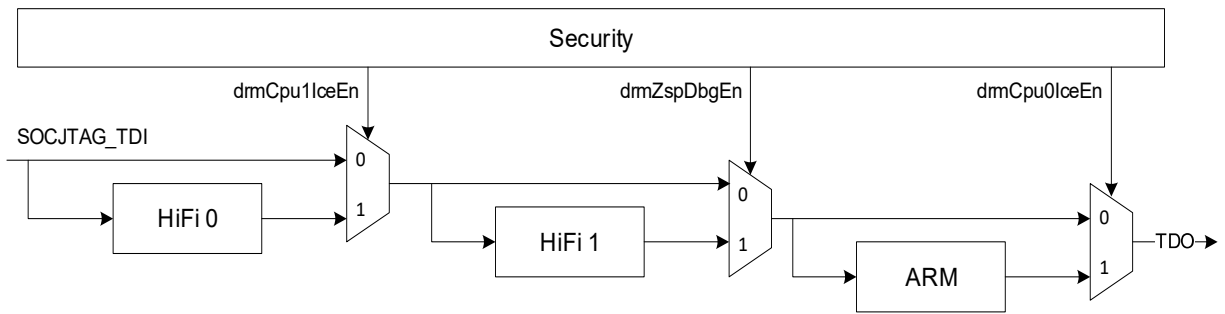 Security
drmCpu1IceEn
drmZspDbgEn
drmCpu0IceEn
SOCJTAG_TDI
0
1
HiFi 0
0
1
HiFi 1
0
1
ARM
TDO